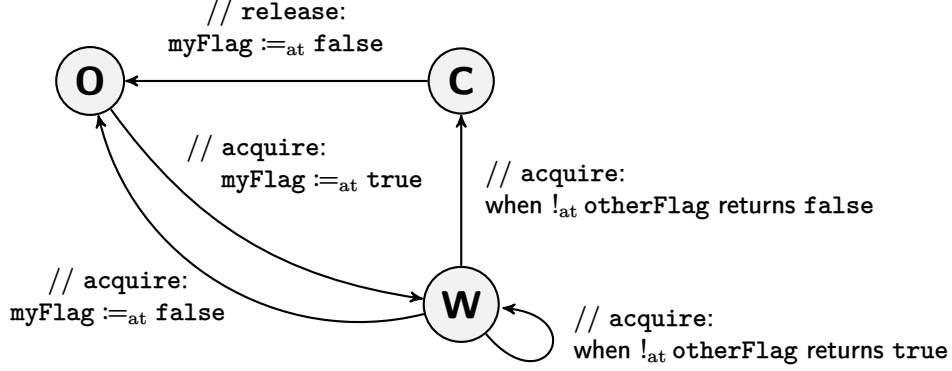 // release:
myFlag :=at false
O
C
// acquire:
myFlag :=at true
// acquire:
when !at otherFlag returns false
// acquire:
myFlag :=at false
W
// acquire:
when !at otherFlag returns true